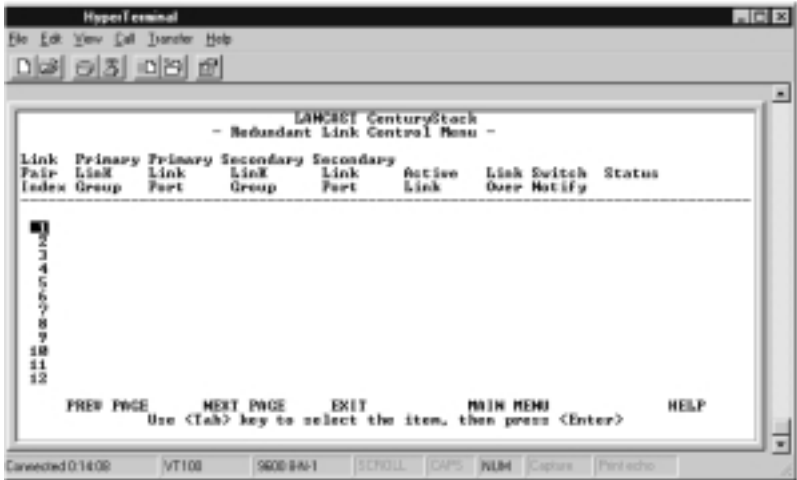 HyperTerminal
File Edit View Call Transfer Help
LANCAST CenturyStack
- Redundant Link Control Menu -
Link Primary Primary Secondary Secondary
Pair LinK Link LinK Link Active Link Switch Status
Index Group Port Group Port Link Over Notify
1
2
3
4
5
6
7
8
9
10
11
12
PREV PAGE NEXT PAGE EXIT MAIN MENU HELP
Use <Tab> key to select the item, then press <Enter>
Connected 0:14:08 VT100 9600 8-N-1 SCROLL CAPS NUM Capture Print echo